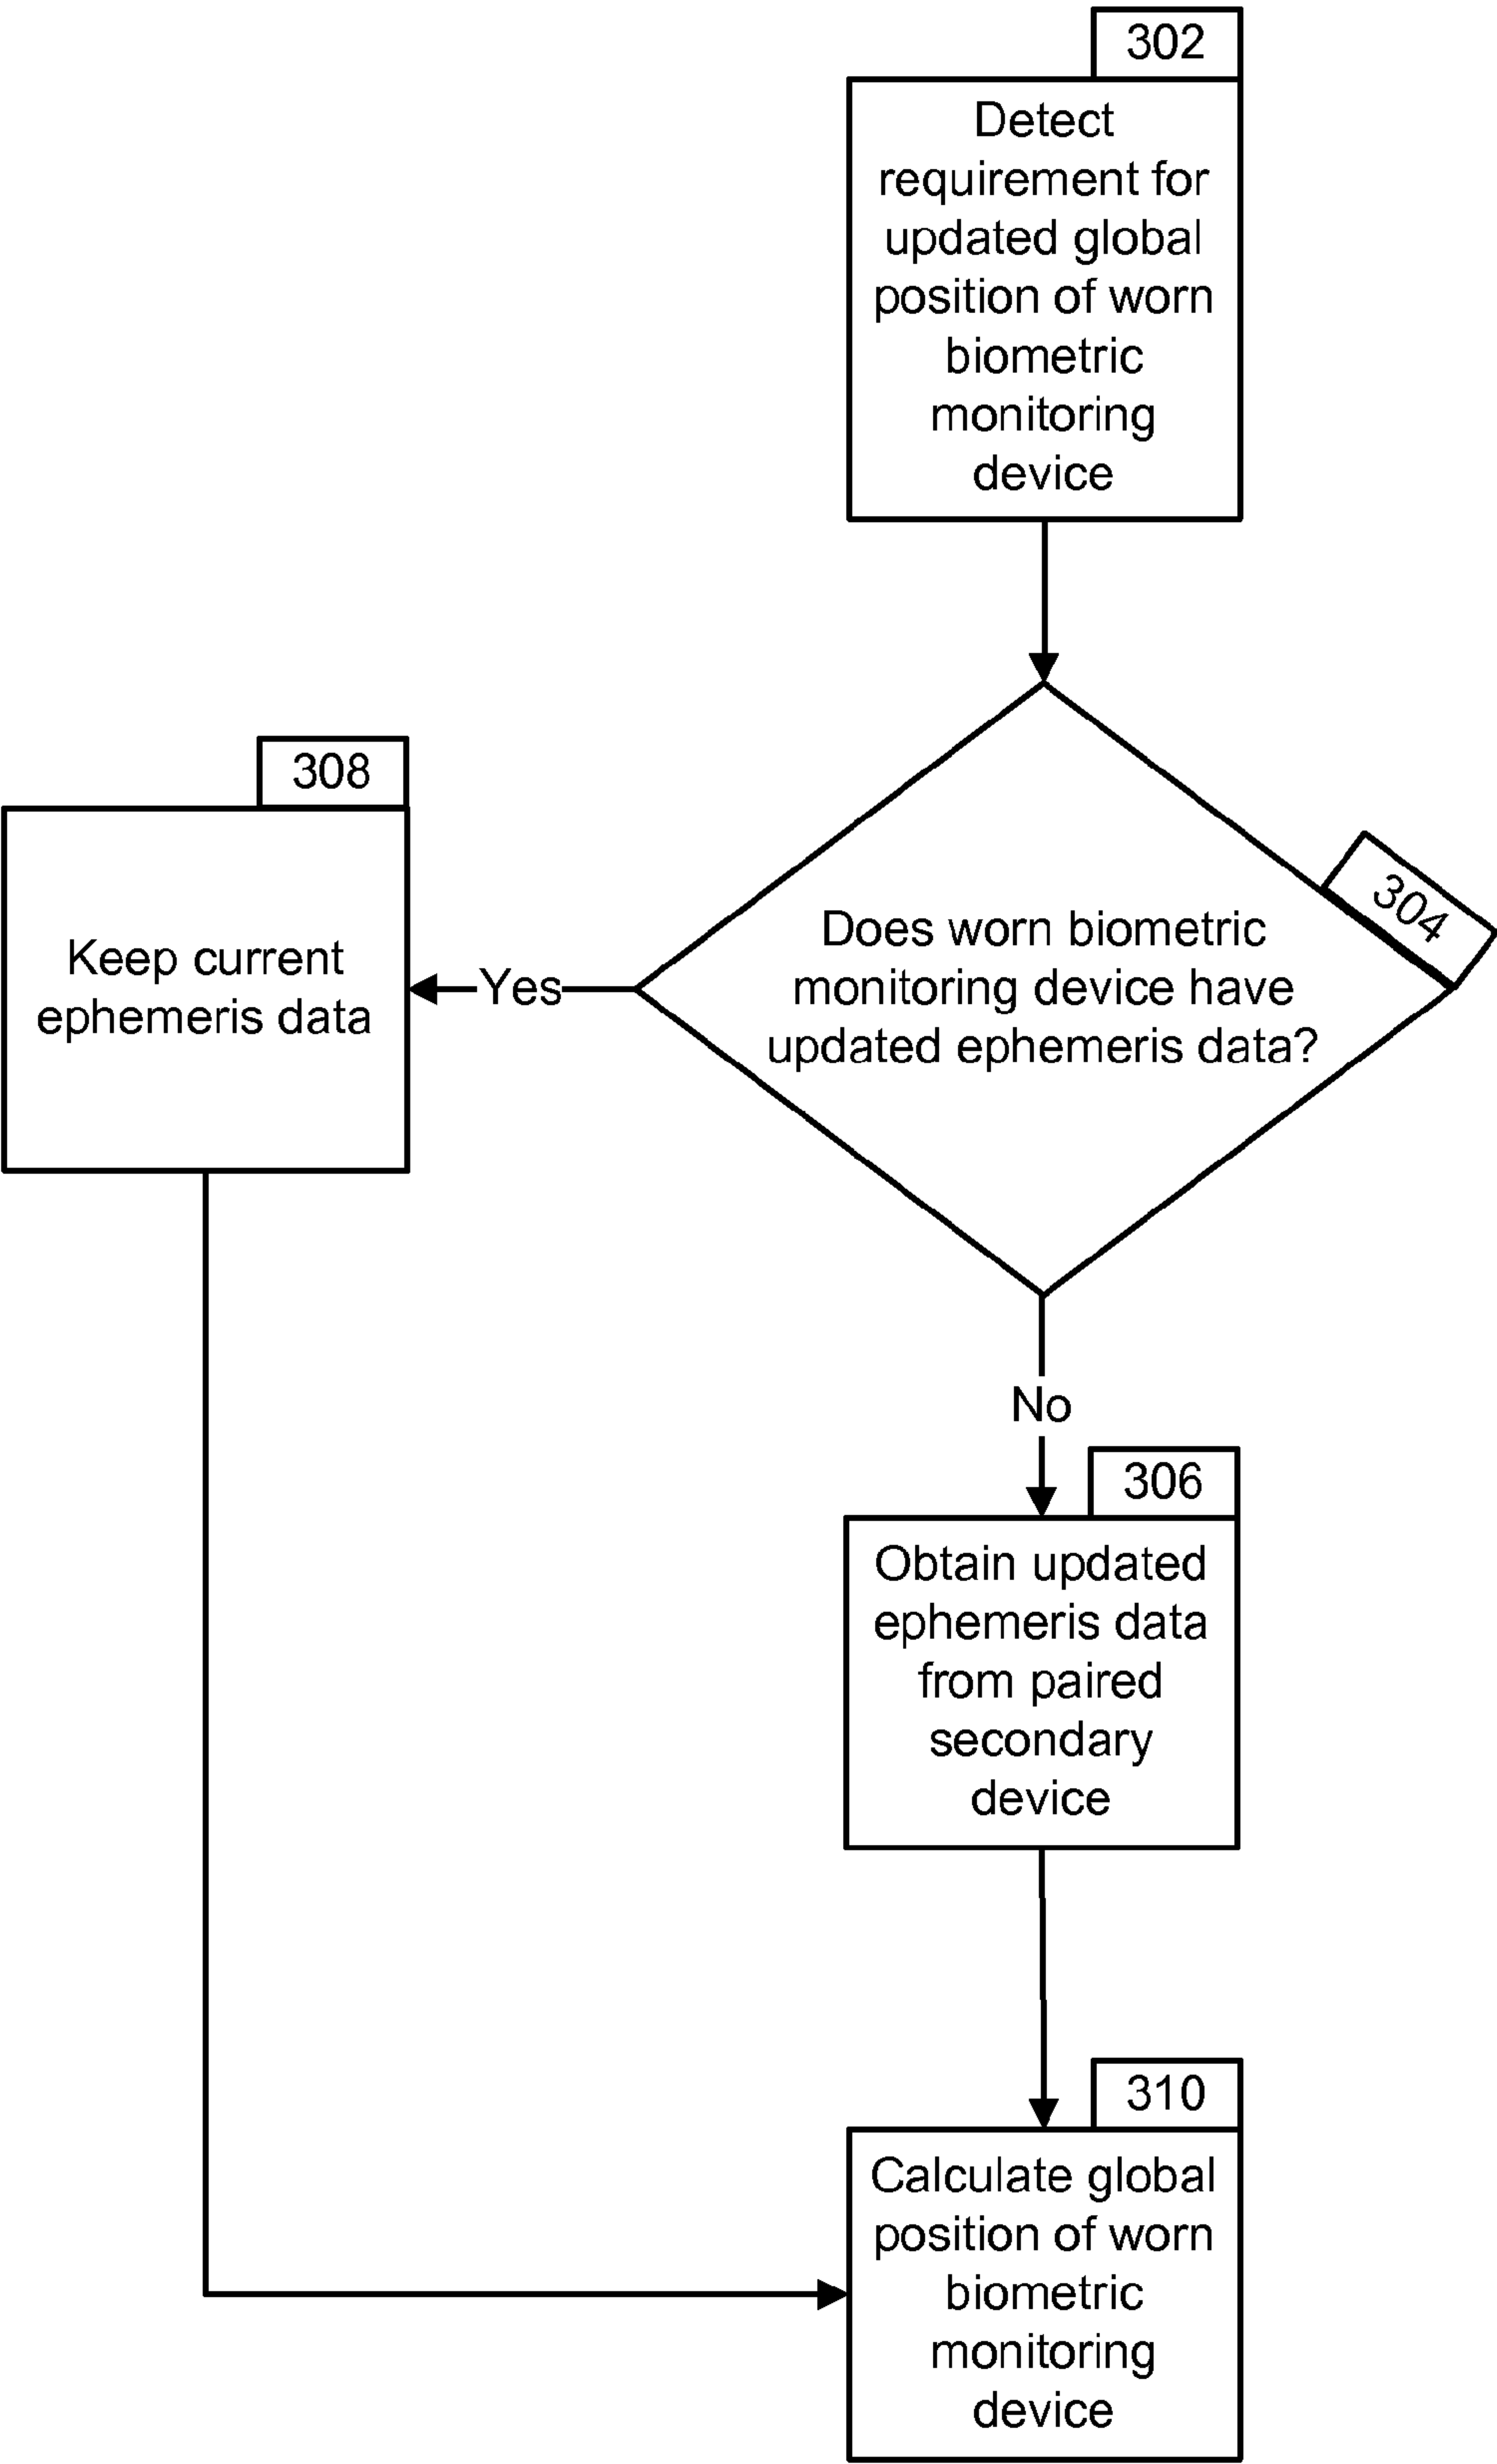 302
Detect
requirement for
updated global
position of worn
biometric
monitoring
device
308
Keep current
ephemeris data
Yes
304
Does worn biometric
monitoring device have
updated ephemeris data?
No
306
Obtain updated
ephemeris data
from paired
secondary
device
310
Calculate global
position of worn
biometric
monitoring
device